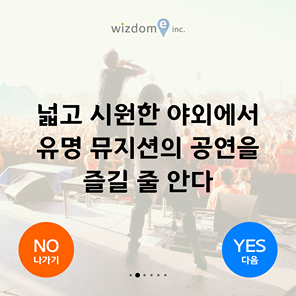 wizdome inc.
넓고 시원한 야외에서
유명 뮤지션의 공연을
즐길 줄 안다
NO
나가기
YES
다음